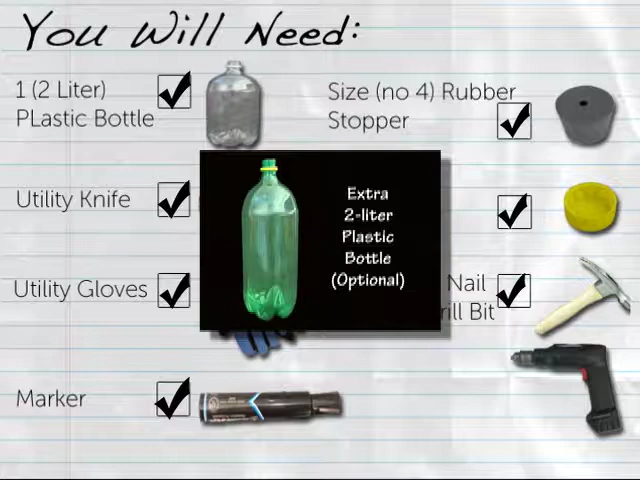 You Will Need:
1 (2 Liter)
PLastic Bottle
Utility Knife
Utility Gloves
Marker
Size (no 4) Rubber
Stopper
Nail
Bit
Extra
2-liter
Plastic
Bottle
(Optional)